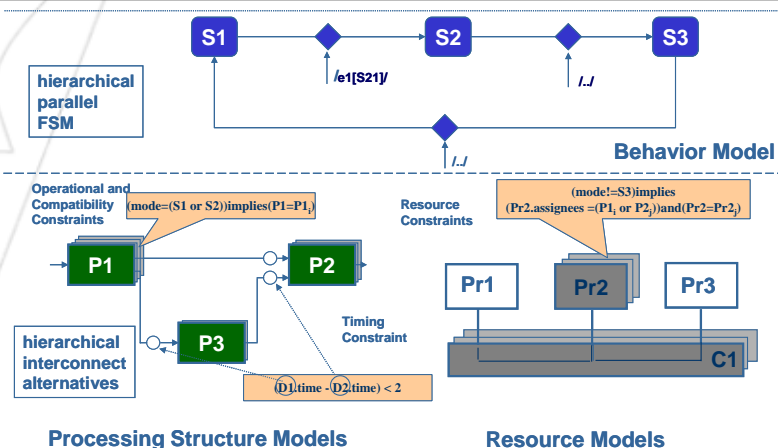 S1
S2
S3
/e1[S21]/
/../
hierarchical
parallel
FSM
/../
Behavior Model
Operational and
Compatibility
Constraints
(mode=(S1 or S2))implies(P1=P1i)
Resource
Constraints
(mode!=S3)implies
(Pr2.assignees =(P1i or P2j))and(Pr2=Pr2j)
P1
P2
Pr1
Pr2
Pr3
Timing
Constraint
hierarchical
interconnect
alternatives
P3
C1
(D1.time - D2.time) < 2
Processing Structure Models
Resource Models